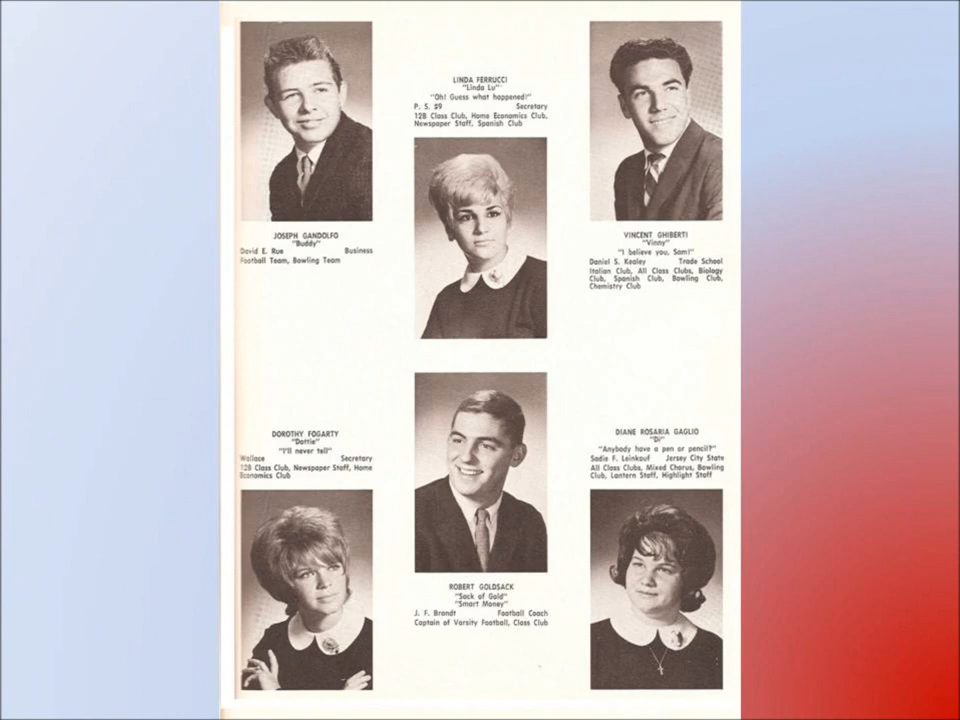 LINDA FERRUCCI
"Linda Lu"
"Oh! Guess what happened!"
P. S. #9 Secretary
12B Class Club, Home Economics Club,
Newspaper Staff, Spanish Club
JOSEPH GANDOLFO
"Buddy"
David E. Rue Business
Football Team, Bowling Team
VINCENT GHIBERTI
"Vinny"
"I believe you, Sam!"
Daniel S. Kealey Trade School
Italian Club, All Class Clubs, Biology
Club, Spanish Club, Bowling Club,
Chemistry Club
DOROTHY FOGARTY
"Dottie"
"I'll never tell"
Wallace Secretary
12B Class Club, Newspaper Staff, Home
Economics Club
ROBERT GOLDSACK
"Sack of Gold"
"Smart Money"
J. F. Brandt Football Coach
Captain of Varsity Football, Class Club
DIANE ROSARIA GAGLIO
"Di"
"Anybody have a pen or pencil?"
Sadie F. Leinkauf Jersey City State
All Class Clubs, Mixed Chorus, Bowling
Club, Lantern Staff, Highlight Staff